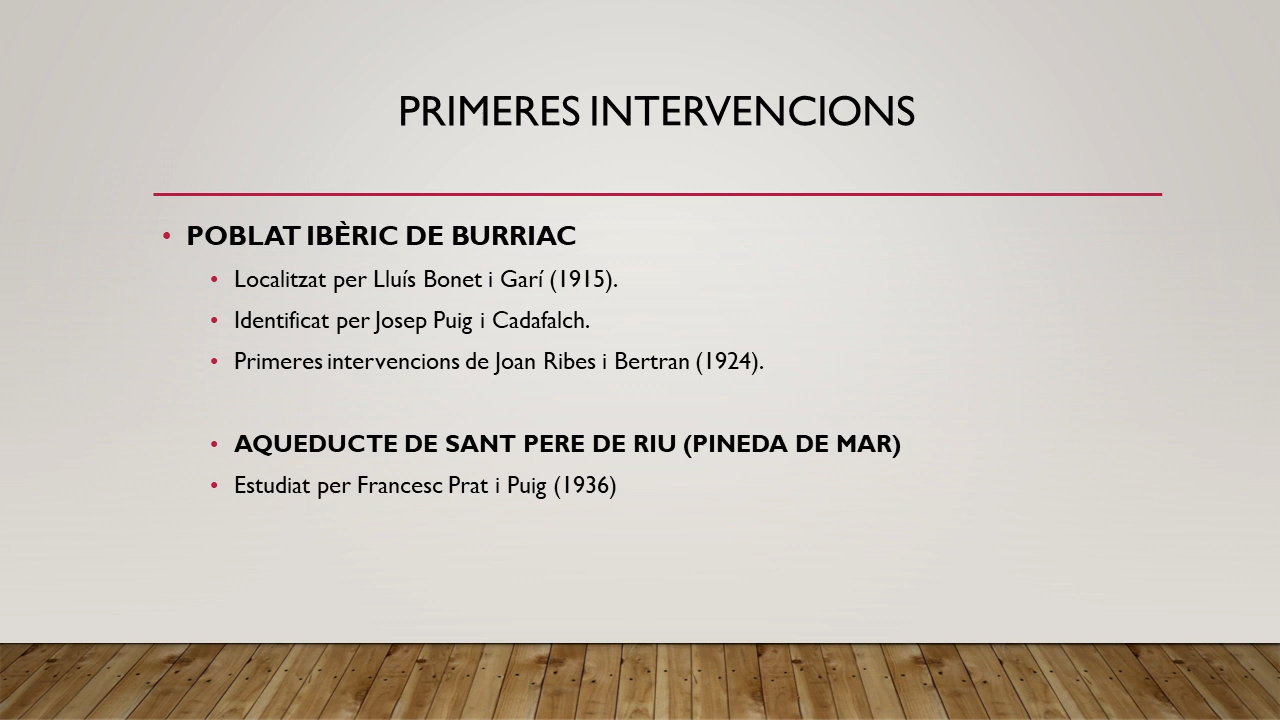 PRIMERES INTERVENCIONS
• POBLAT IBÈRIC DE BURRIAC
• Localitzat per Lluís Bonet i Garí (1915).
• Identificat per Josep Puig i Cadafalch.
• Primeres intervencions de Joan Ribes i Bertran (1924).
• AQUEDUCTE DE SANT PERE DE RIU (PINEDA DE MAR)
• Estudiat per Francesc Prat i Puig (1936)